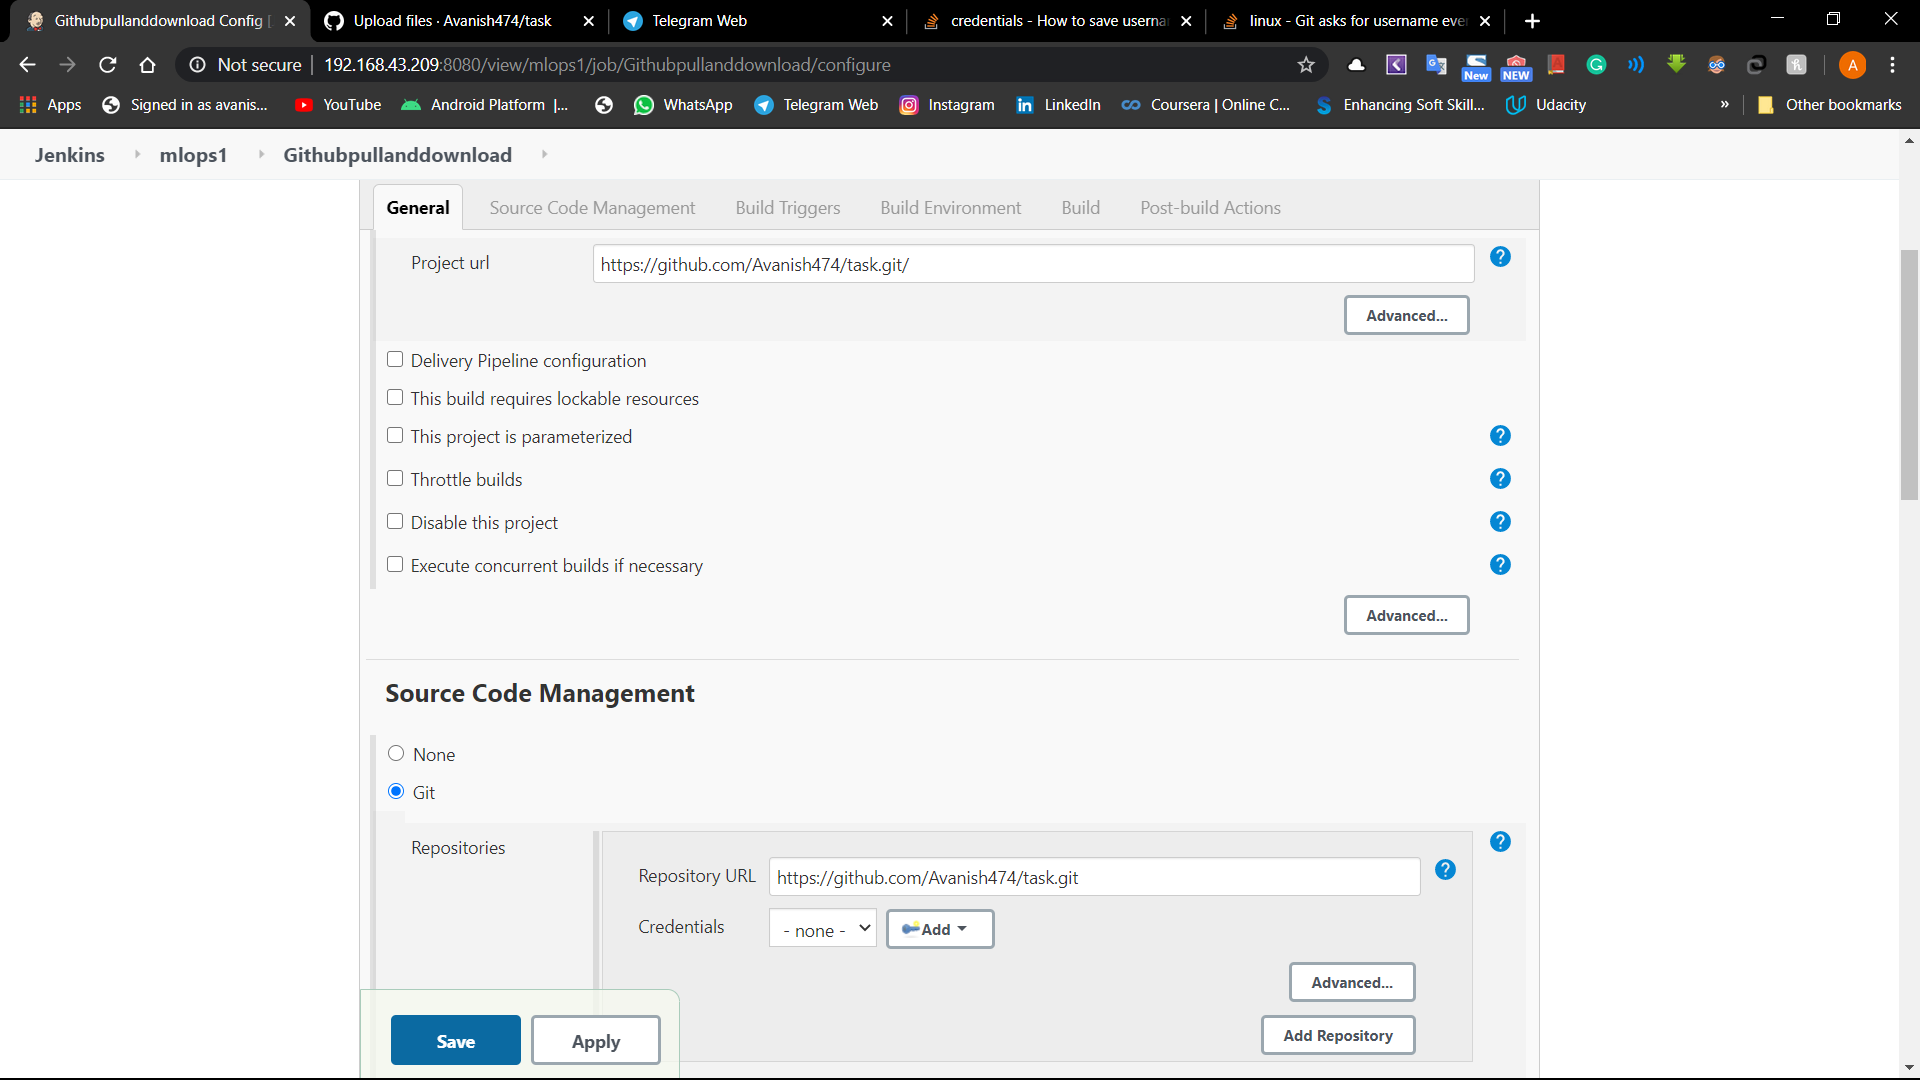 Githubpullanddownload Config [
Upload files · Avanish474/task
Telegram Web
credentials - How to save userna
linux - Git asks for username eve
Not secure
192.168.43.209:8080/view/mlops1/job/Githubpullanddownload/configure
New
NEW
A
Apps
Signed in as avanis...
YouTube
Android Platform |...
WhatsApp
Telegram Web
Instagram
LinkedIn
Coursera | Online C...
Enhancing Soft Skill...
Udacity
»
Other bookmarks
Jenkins
mlops1
Githubpullanddownload
General
Source Code Management
Build Triggers
Build Environment
Build
Post-build Actions
Project url
https://github.com/Avanish474/task.git/
Advanced...
Delivery Pipeline configuration
This build requires lockable resources
This project is parameterized
Throttle builds
Disable this project
Execute concurrent builds if necessary
Advanced...
Source Code Management
None
Git
Repositories
Repository URL
https://github.com/Avanish474/task.git
Credentials
- none -
Add
Advanced...
Save
Apply
Add Repository